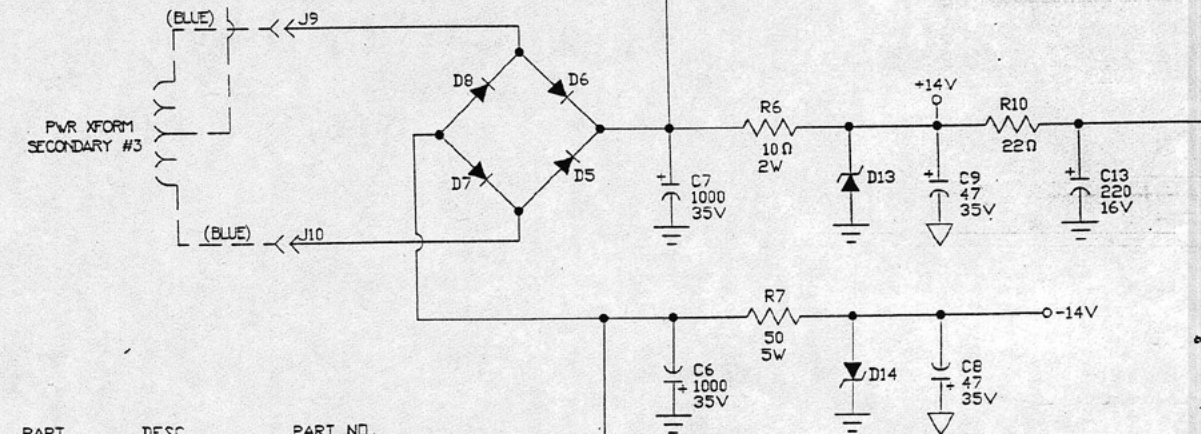 (BLUE)
J9
D8
D6
+14V
R6
R10
PWR XFORM
SECONDARY #3
10Ω
2W
22Ω
D7
D5
C7
1000
35V
D13
+
C9
47
35V
+
C13
220
16V
+
(BLUE)
J10
R7
50
5W
-14V
C6
1000
35V
+
D14
C8
47
35V
+
PART
DESC
PART NO.